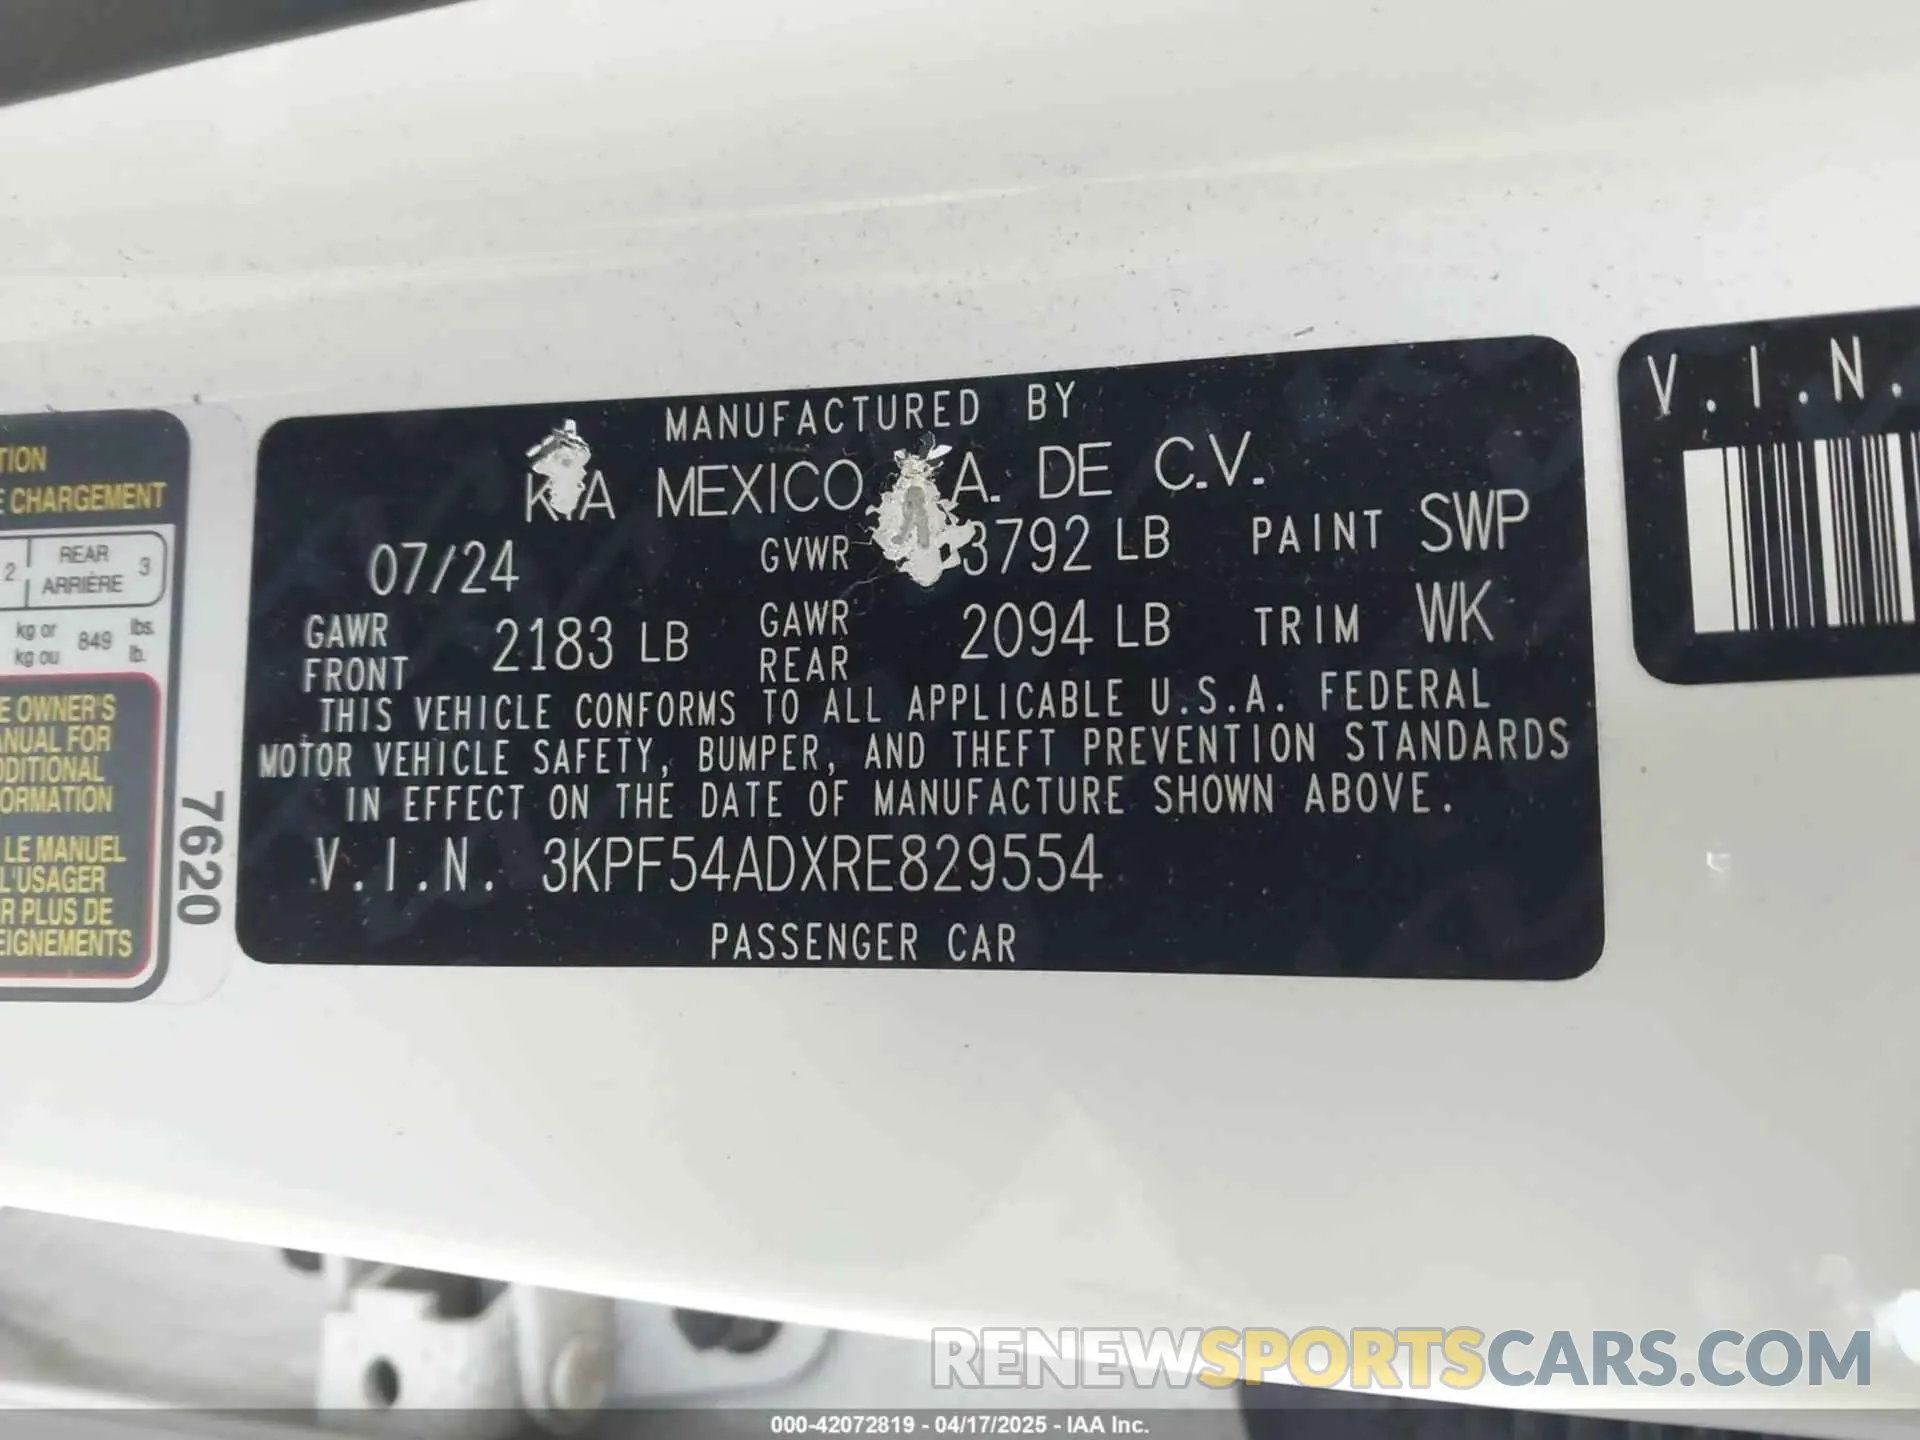 TION
E CHARGEMENT
2 REAR ARRIÈRE 3
kg or
kg ou 849 lbs.
lb.
E OWNER'S
ANUAL FOR
DDITIONAL
ORMATION
LE MANUEL
L'USAGER
R PLUS DE
EIGNEMENTS
7620
MANUFACTURED BY
KIA MEXICO A. DE C.V.
07/24 GVWR 3792 LB PAINT SWP
GAWR FRONT 2183 LB GAWR REAR 2094 LB TRIM WK
THIS VEHICLE CONFORMS TO ALL APPLICABLE U.S.A. FEDERAL
MOTOR VEHICLE SAFETY, BUMPER, AND THEFT PREVENTION STANDARDS
IN EFFECT ON THE DATE OF MANUFACTURE SHOWN ABOVE.
V.I.N. 3KPF54ADXRE829554
PASSENGER CAR
V.I.N.
RENEWSPORTSCARS.COM
000-42072819 - 04/17/2025 - IAA Inc.